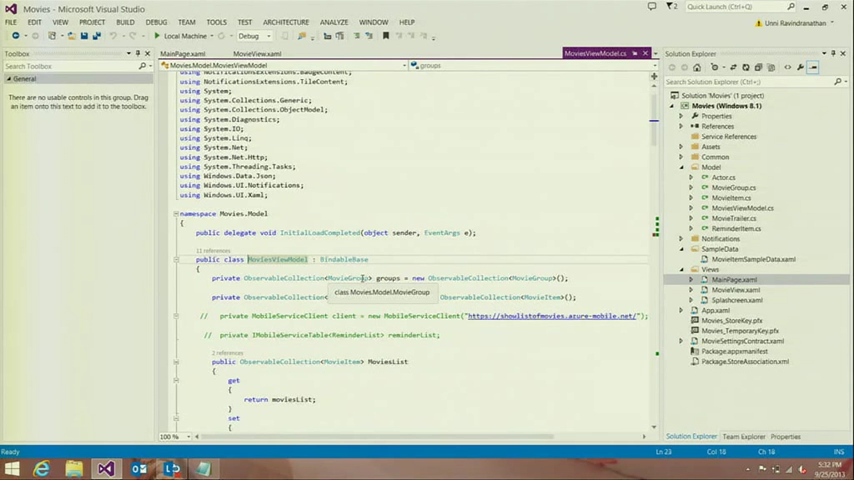 Movies - Microsoft Visual Studio
2
Quick Launch (Ctrl+Q)
FILE EDIT VIEW PROJECT BUILD DEBUG TEAM TOOLS TEST ARCHITECTURE ANALYZE WINDOW HELP
Unni Ravindranathan
Local Machine
Debug
Toolbox
Search Toolbox
General
There are no usable controls in this group. Drag
an item onto this text to add it to the toolbox.
MainPage.xaml
MovieView.xaml
MoviesViewModel.cs
Movies.Model.MoviesViewModel
groups
using NotificationsExtensions.BadgeContent;
using NotificationsExtensions.TileContent;
using System;
using System.Collections.Generic;
using System.Collections.ObjectModel;
using System.Diagnostics;
using System.IO;
using System.Linq;
using System.Net;
using System.Net.Http;
using System.Threading.Tasks;
using Windows.Data.Json;
using Windows.UI.Notifications;
using Windows.UI.Xaml;
namespace Movies.Model
{
public delegate void InitialLoadCompleted(object sender, EventArgs e);
11 references
public class MoviesViewModel : BindableBase
{
private ObservableCollection<MovieGroup> groups = new ObservableCollection<MovieGroup>();
class Movies.Model.MovieGroup
private ObservableCollection ObservableCollection<MovieItem>();
// private MobileServiceClient client = new MobileServiceClient("https://shoulistofmovies.azure-mobile.net/";
// private IMobileServiceTable<ReminderList> reminderList;
2 references
public ObservableCollection<MovieItem> MoviesList
{
get
{
return moviesList;
}
set
{
100 %
Solution Explorer
Search Solution Explorer (Ctrl+;)
Solution 'Movies' (1 project)
Movies (Windows 8.1)
Properties
References
Service References
Assets
Common
Model
Actor.cs
MovieGroup.cs
MovieItem.cs
MoviesViewModel.cs
MovieTrailer.cs
ReminderItem.cs
Notifications
SampleData
MovieItemSampleData.xaml
Views
MainPage.xaml
MovieView.xaml
Splashscreen.xaml
App.xaml
Movies_StoreKey.pfx
Movies_TemporaryKey.pfx
MovieSettingsContract.xaml
Package.appxmanifest
Package.StoreAssociation.xml
Solution Explorer Team Explorer Properties
Ready
Ln 23
Col 18
Ch 18
INS
5:32 PM
9/25/2013